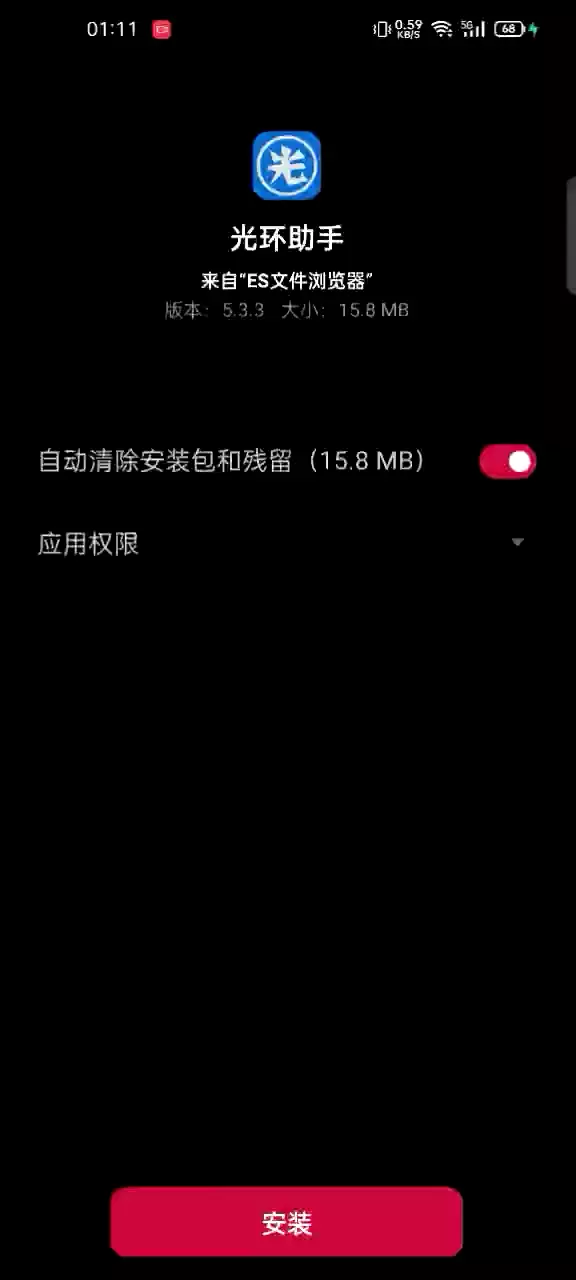 01:11 0.59 KB/S 5G 68
光
光环助手
来自“ES文件浏览器”
版本：5.3.3 大小：15.8 MB
自动清除安装包和残留（15.8 MB）
应用权限
安装